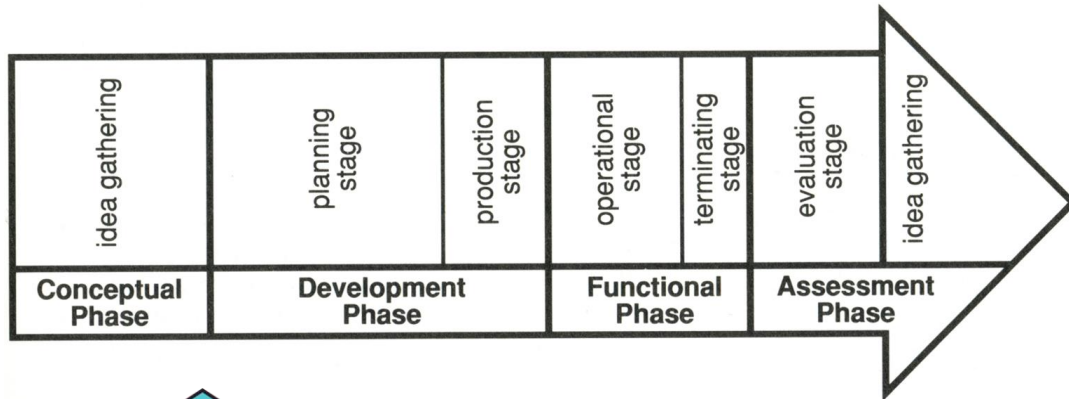 idea gathering
planning
stage
production
stage
operational
stage
terminating
stage
evaluation
stage
idea gathering
Conceptual
Phase
Development
Phase
Functional
Phase
Assessment
Phase